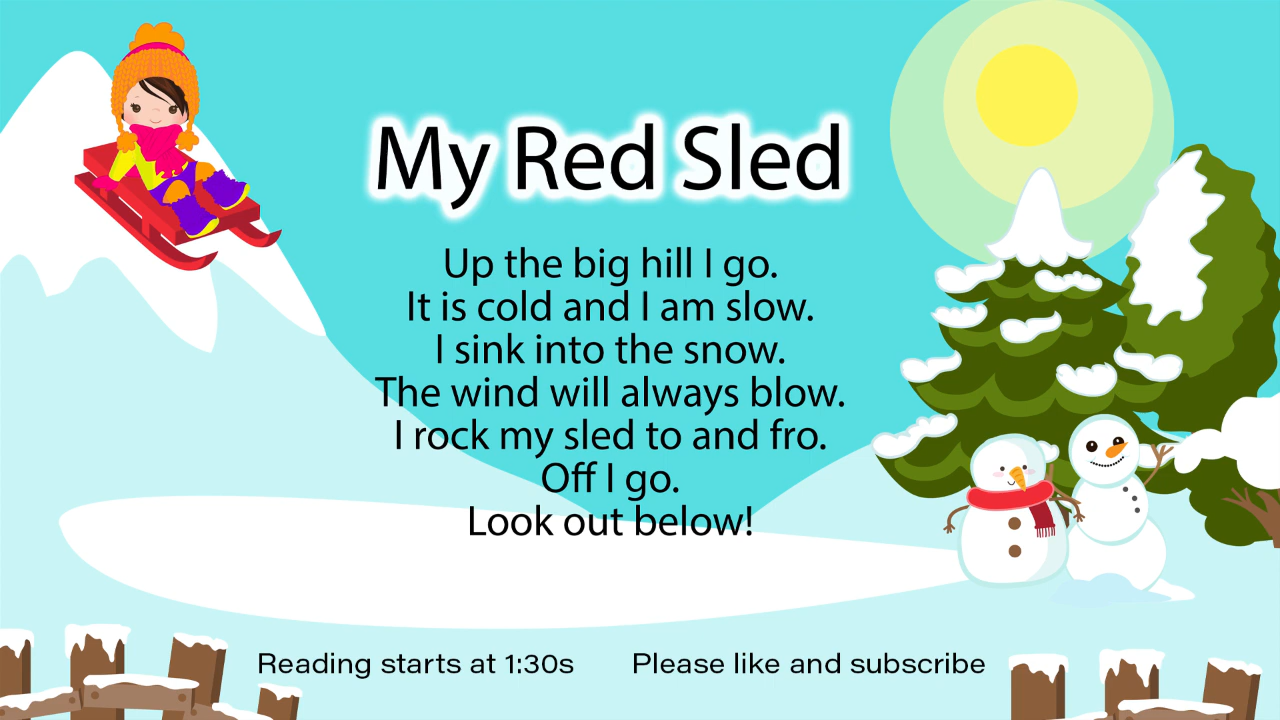 My Red Sled
Up the big hill I go.
It is cold and I am slow.
I sink into the snow.
The wind will always blow.
I rock my sled to and fro.
Off I go.
Look out below!
Reading starts at 1:30s Please like and subscribe